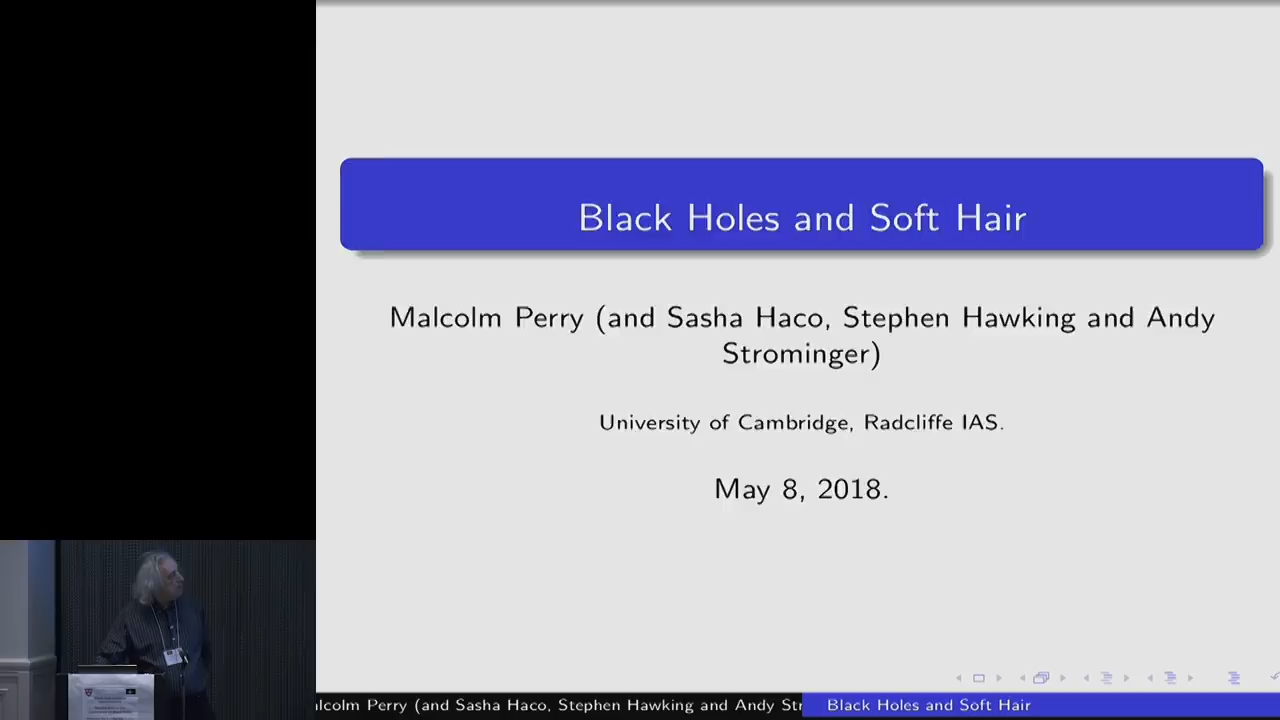 Black Holes and Soft Hair
Malcolm Perry (and Sasha Haco, Stephen Hawking and Andy
Strominger)
University of Cambridge, Radcliffe IAS.
May 8, 2018.
lcolm Perry (and Sasha Haco, Stephen Hawking and Andy Str
Black Holes and Soft Hair